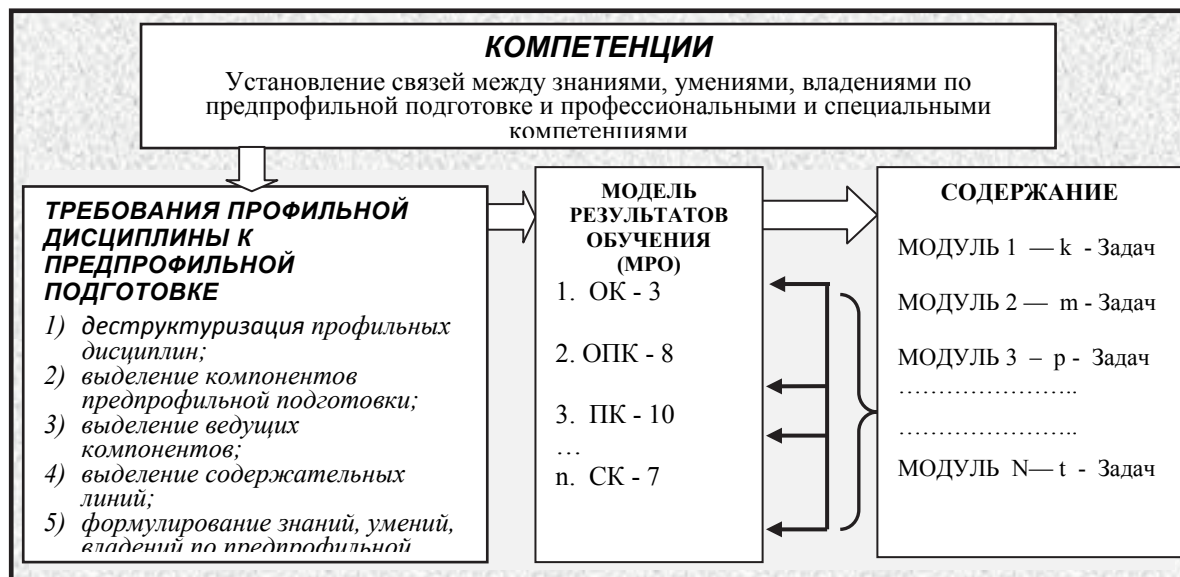 КОМПЕТЕНЦИИ
Установление связей между знаниями, умениями, владениями по
предпрофильной подготовке и профессиональными и специальными
компетенциями
ТРЕБОВАНИЯ ПРОФИЛЬНОЙ
ДИСЦИПЛИНЫ К
ПРЕДПРОФИЛЬНОЙ
ПОДГОТОВКЕ
1) деструктуризация профильных
дисциплин;
2) выделение компонентов
предпрофильной подготовки;
3) выделение ведущих
компонентов;
4) выделение содержательных
линий;
5) формулирование знаний, умений,
владений по предпрофильной
МОДЕЛЬ
РЕЗУЛЬТАТОВ
ОБУЧЕНИЯ
(МРО)
1. ОК - 3
2. ОПК - 8
3. ПК - 10
…
n. СК - 7
СОДЕРЖАНИЕ
МОДУЛЬ 1 — k - Задач
МОДУЛЬ 2 — m - Задач
МОДУЛЬ 3 – p - Задач
…………………..
…………………..
МОДУЛЬ N— t - Задач